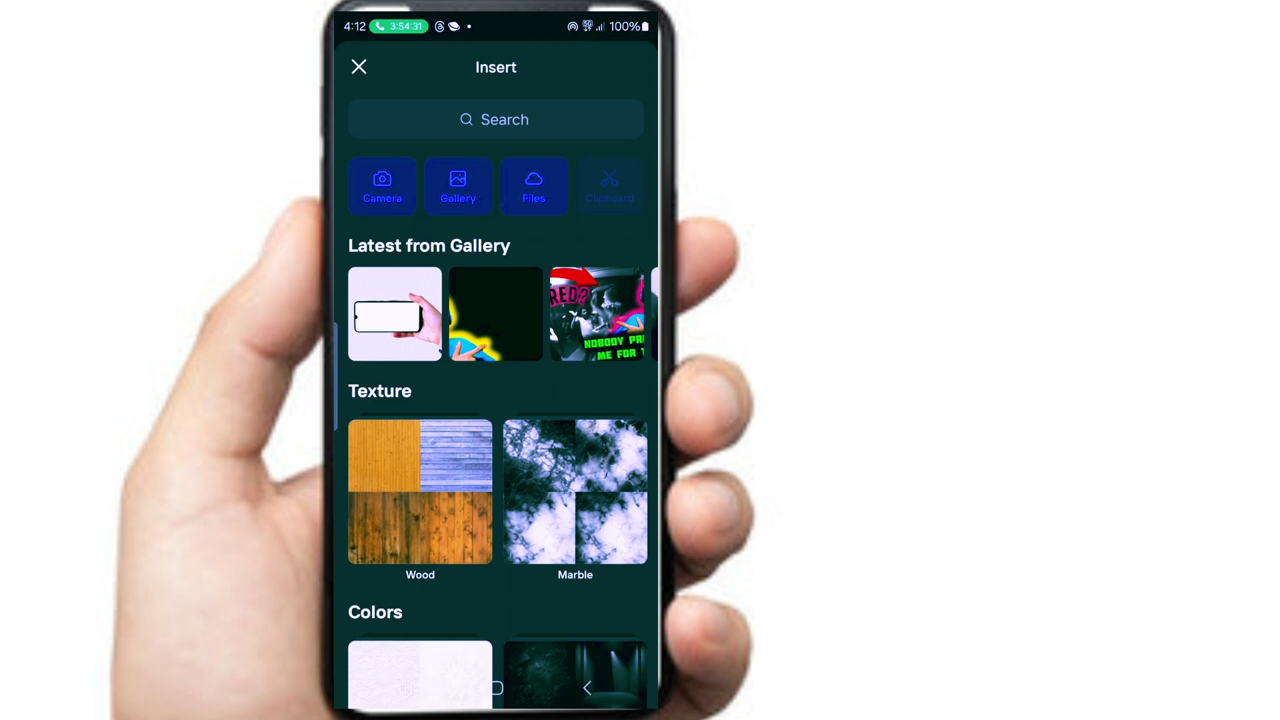 4:12 3:54:31 100%
Insert
Search
Camera Gallery Files Clipboard
Latest from Gallery
RED?
NOBODY
ME FOR
Texture
Wood Marble
Colors